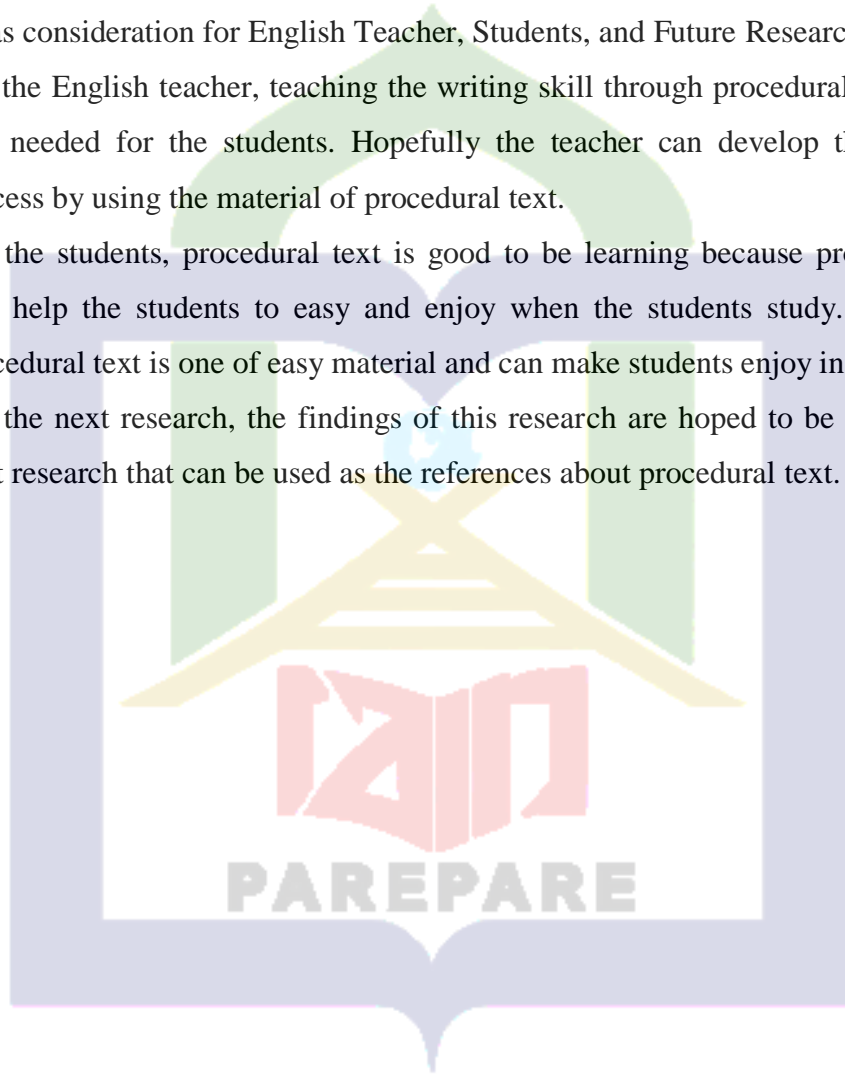 as consideration for English Teacher, Students, and Future Researc
the English teacher, teaching the writing skill through procedural
needed for the students. Hopefully the teacher can develop th
cess by using the material of procedural text.
the students, procedural text is good to be learning because pro
help the students to easy and enjoy when the students study.
cedural text is one of easy material and can make students enjoy in
the next research, the findings of this research are hoped to be
t research that can be used as the references about procedural text.
PAREPARE